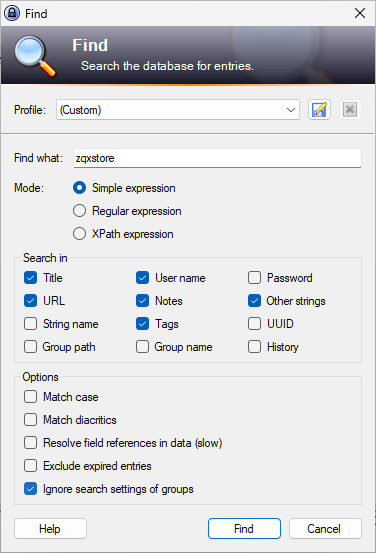 Find
Find
Search the database for entries.
Profile: (Custom)
Find what: zqxstore
Mode: Simple expression
Regular expression
XPath expression
Search in
Title User name Password
URL Notes Other strings
String name Tags UUID
Group path Group name History
Options
Match case
Match diacritics
Resolve field references in data (slow)
Exclude expired entries
Ignore search settings of groups
Help Find Cancel